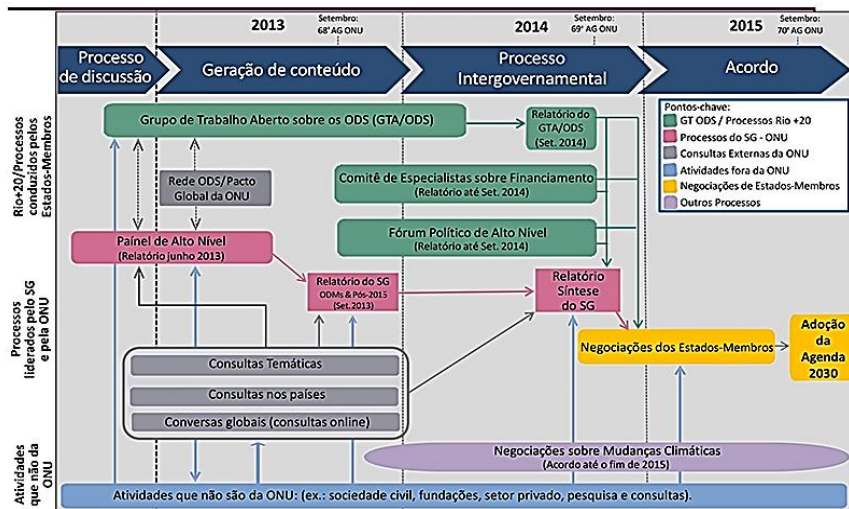 2013
Setembro:
68ª AG ONU
2014
Setembro:
69ª AG ONU
2015
Setembro:
70ª AG ONU
Processo
de discussão
Geração de conteúdo
Processo
Intergovernamental
Acordo
Rio+20/Processos
conduzidos pelos
Estados-Membros
Grupo de Trabalho Aberto sobre os ODS (GTA/ODS)
Relatório do
GTA/ODS
(Set. 2014)
Pontos-chave:
GT ODS / Processos Rio +20
Processos do SG - ONU
Consultas Externas da ONU
Atividades fora da ONU
Negociações de Estados-Membros
Outros Processos
Rede ODS/Pacto
Global da ONU
Comitê de Especialistas sobre Financiamento
(Relatório até Set. 2014)
Fórum Político de Alto Nível
(Relatório até Set. 2014)
Processos
liderados pelo SG
e pela ONU
Painel de Alto Nível
(Relatório junho 2013)
Relatório do SG
ODMs & Pós-2015
(Set.2013)
Relatório
Síntese
do SG
Negociações dos Estados-Membros
Adoção
da
Agenda
2030
Consultas Temáticas
Consultas nos países
Conversas globais (consultas online)
Atividades
que não da
ONU
Negociações sobre Mudanças Climáticas
(Acordo até o fim de 2015)
Atividades que não são da ONU: (ex.: sociedade civil, fundações, setor privado, pesquisa e consultas).